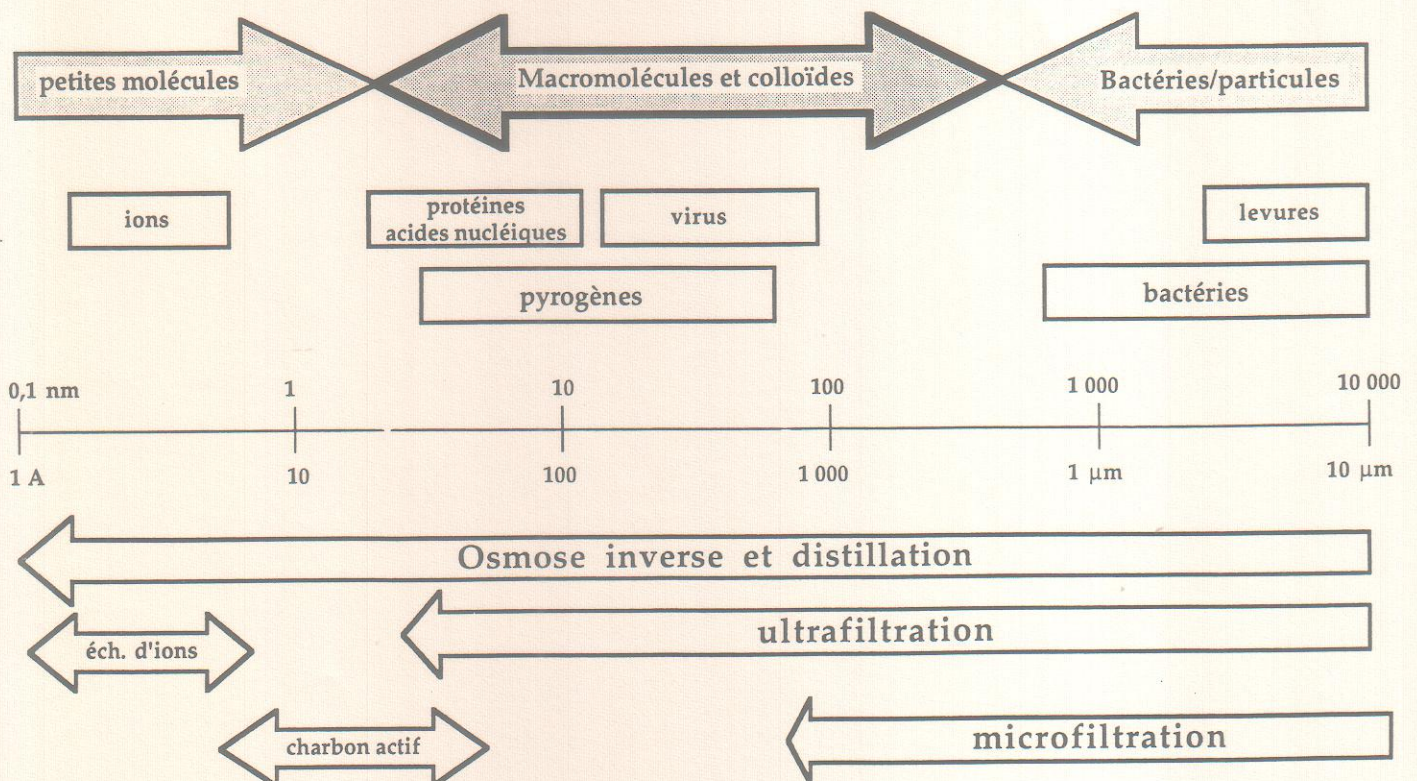 petites molécules
Macromolécules et colloïdes
Bactéries/particules
ions
protéines
acides nucléiques
virus
levures
pyrogènes
bactéries
0,1 nm 1 10 100 1 000 10 000
1 A 10 100 1 000 1 µm 10 µm
Osmose inverse et distillation
éch. d'ions
ultrafiltration
charbon actif
microfiltration